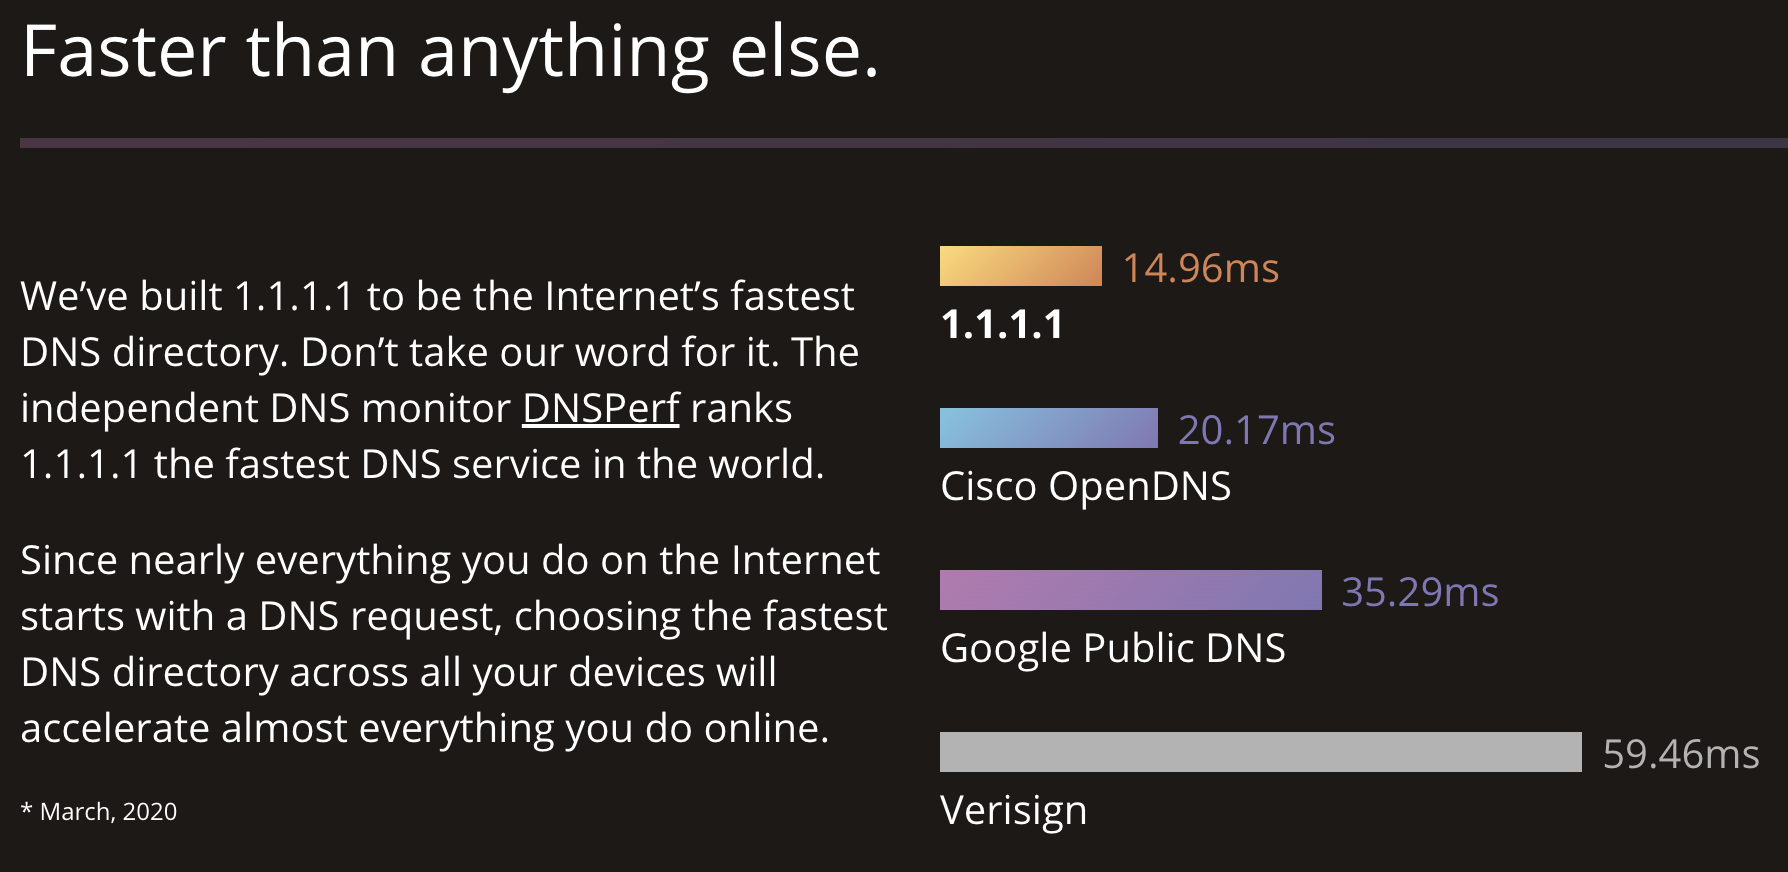 Faster than anything else.
We’ve built 1.1.1.1 to be the Internet’s fastest
DNS directory. Don’t take our word for it. The
independent DNS monitor DNSPerf ranks
1.1.1.1 the fastest DNS service in the world.
Since nearly everything you do on the Internet
starts with a DNS request, choosing the fastest
DNS directory across all your devices will
accelerate almost everything you do online.
* March, 2020
14.96ms
1.1.1.1
20.17ms
Cisco OpenDNS
35.29ms
Google Public DNS
59.46ms
Verisign